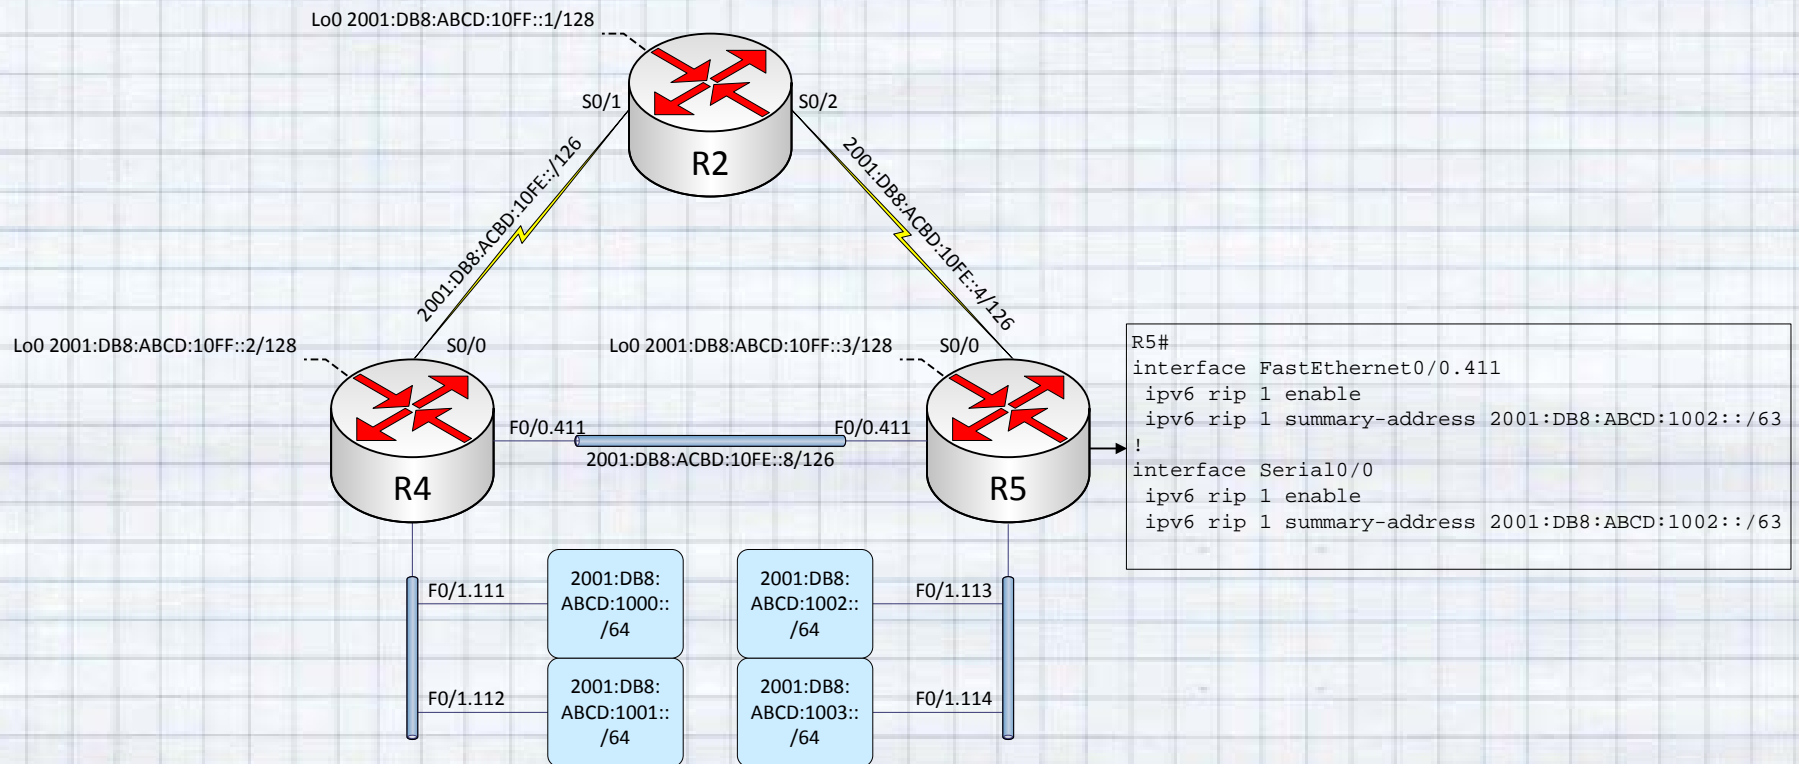 Lo0 2001:DB8:ABCD:10FF::1/128
S0/1
S0/2
R2
2001:DB8:ACBD:10FE::/126
2001:DB8:ACBD:10FE::4/126
Lo0 2001:DB8:ABCD:10FF::2/128
S0/0
Lo0 2001:DB8:ABCD:10FF::3/128
S0/0
F0/0.411
F0/0.411
2001:DB8:ACBD:10FE::8/126
R4
R5
R5#
interface FastEthernet0/0.411
ipv6 rip 1 enable
ipv6 rip 1 summary-address 2001:DB8:ABCD:1002::/63
!
interface Serial0/0
ipv6 rip 1 enable
ipv6 rip 1 summary-address 2001:DB8:ABCD:1002::/63
F0/1.111
2001:DB8:
ABCD:1000::
/64
2001:DB8:
ABCD:1002::
/64
F0/1.113
F0/1.112
2001:DB8:
ABCD:1001::
/64
2001:DB8:
ABCD:1003::
/64
F0/1.114